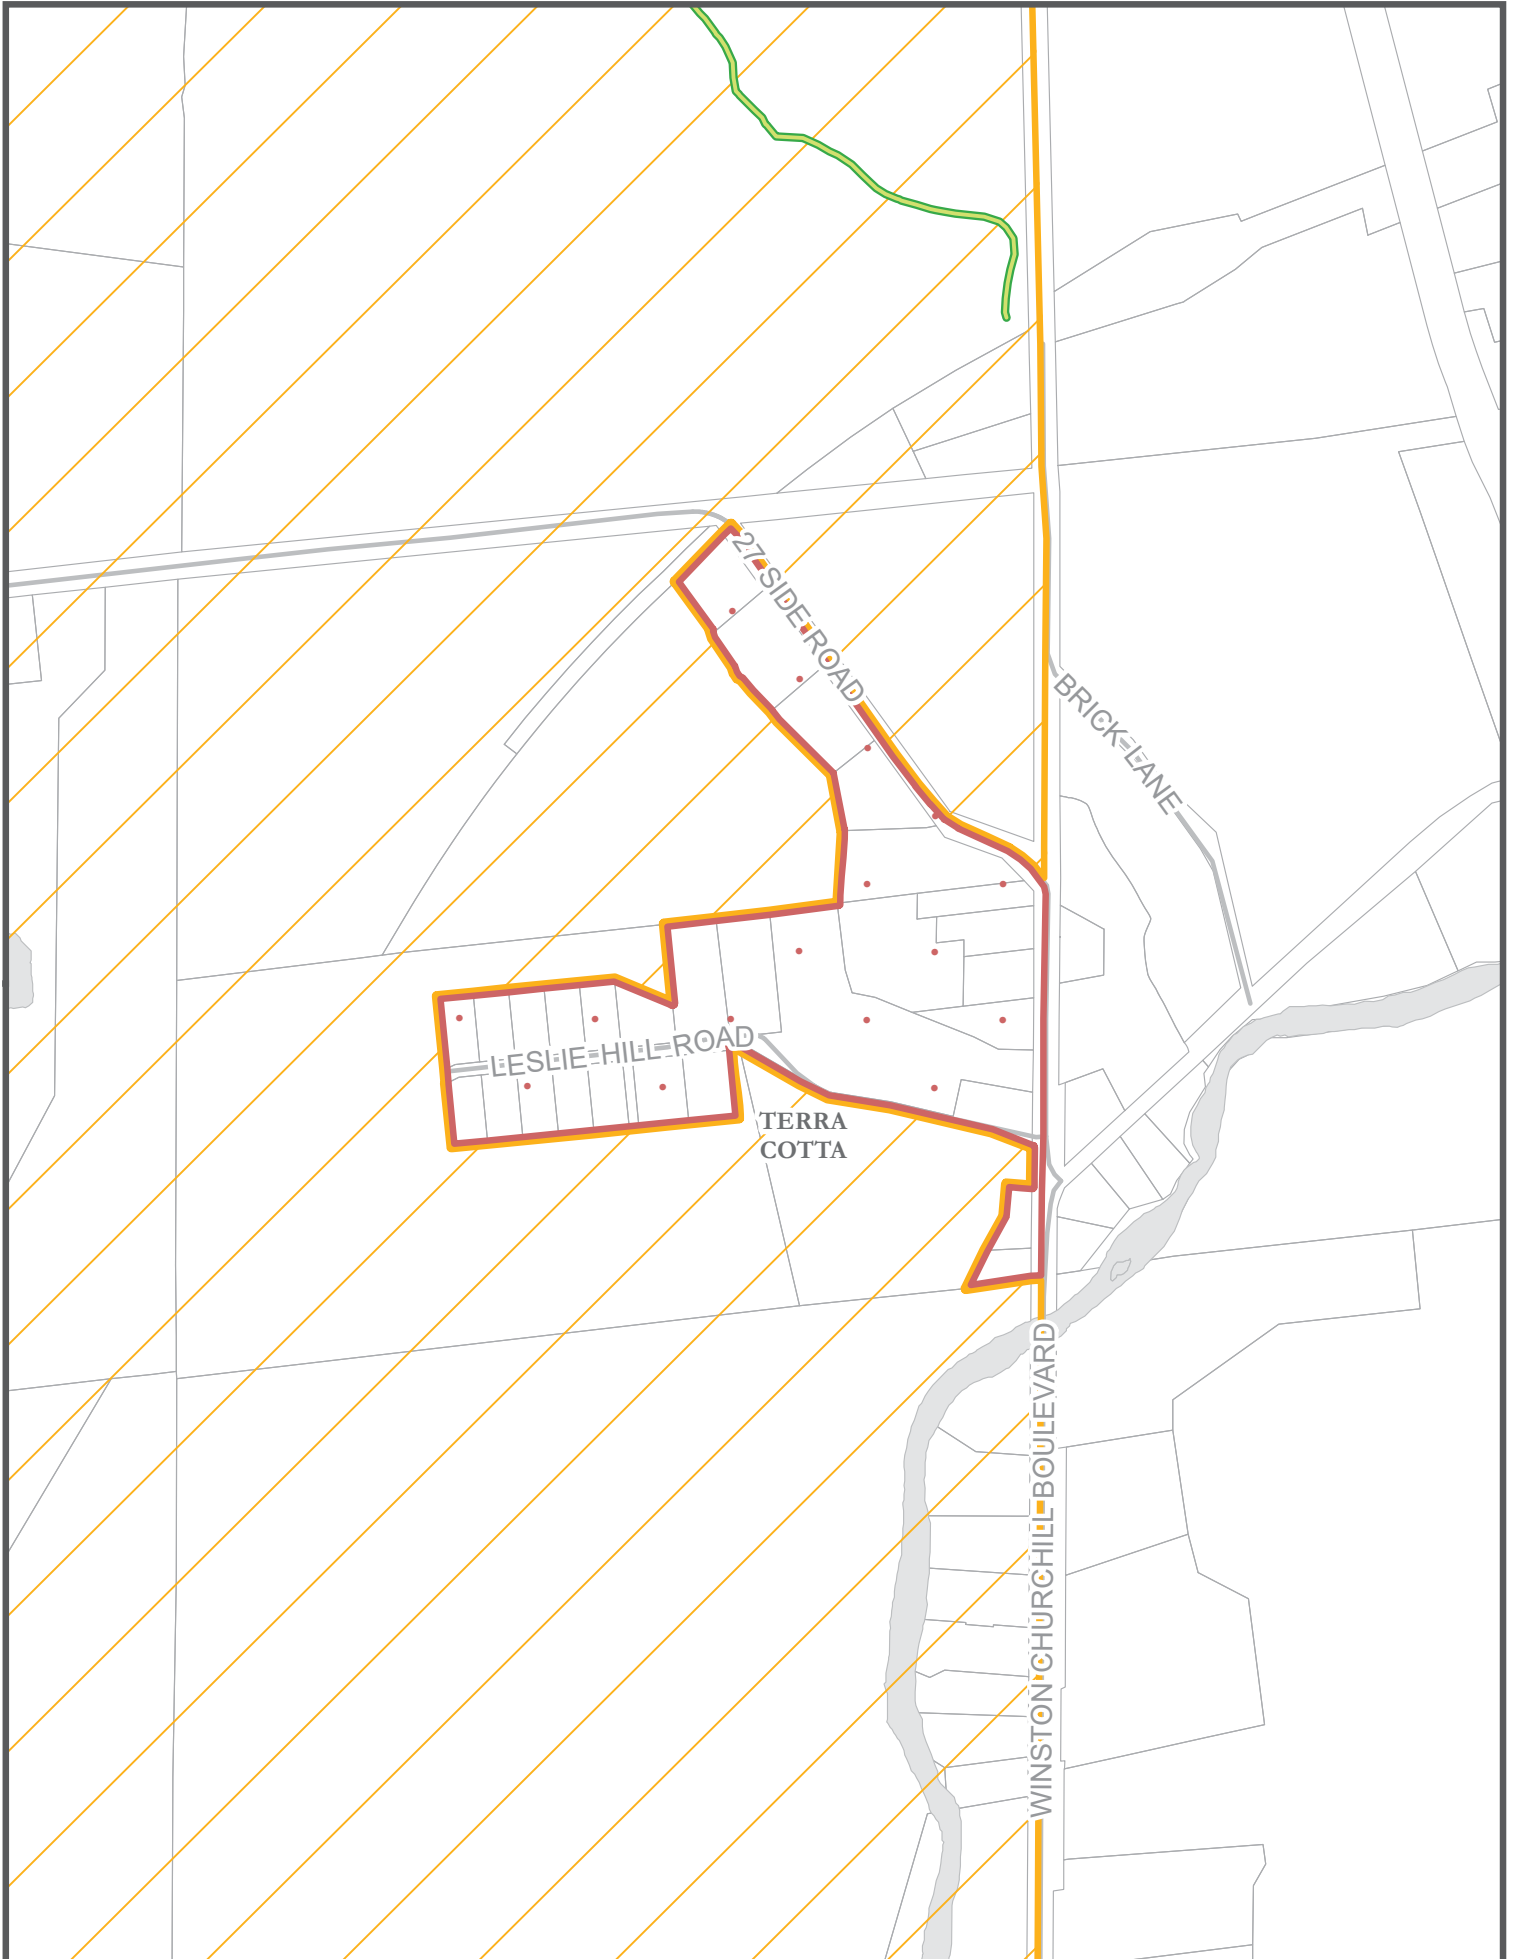 27 SIDE ROAD
BRICK LANE
LESLIE HILL ROAD
TERRA
COTTA
WINSTON CHURCHILL BOULEVARD